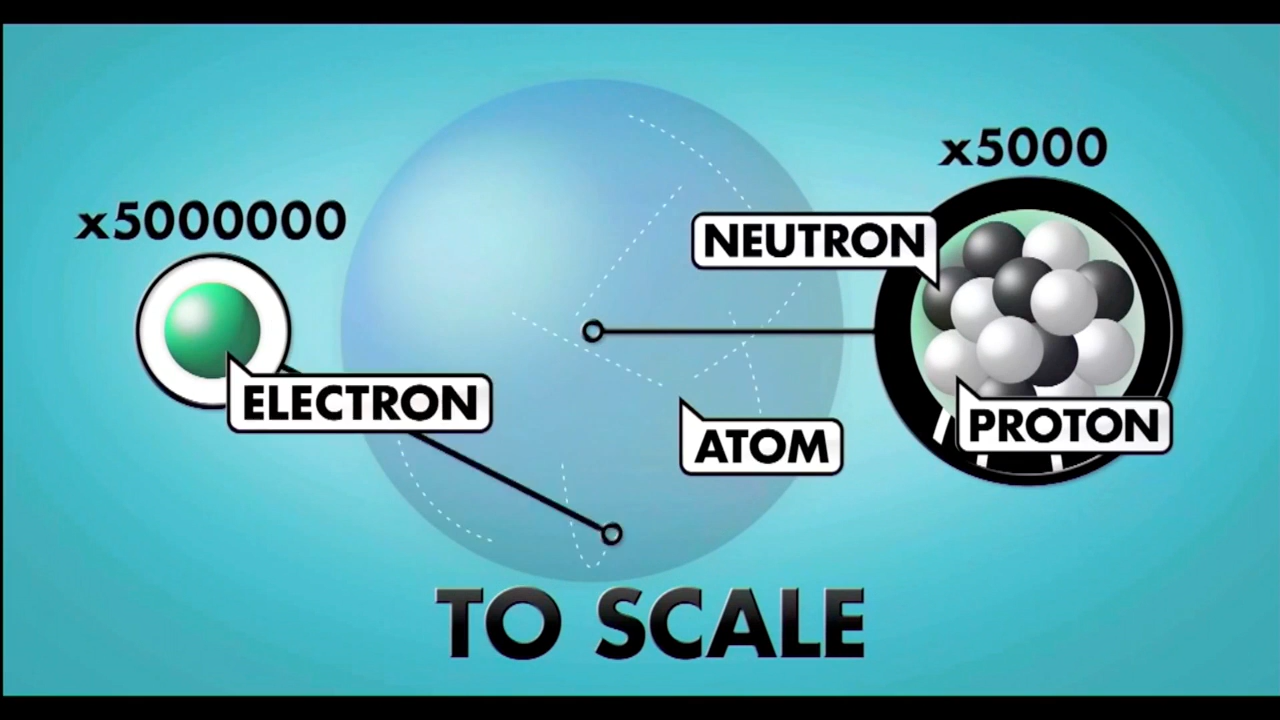 x5000
x5000000
NEUTRON
ELECTRON
PROTON
ATOM
TO SCALE